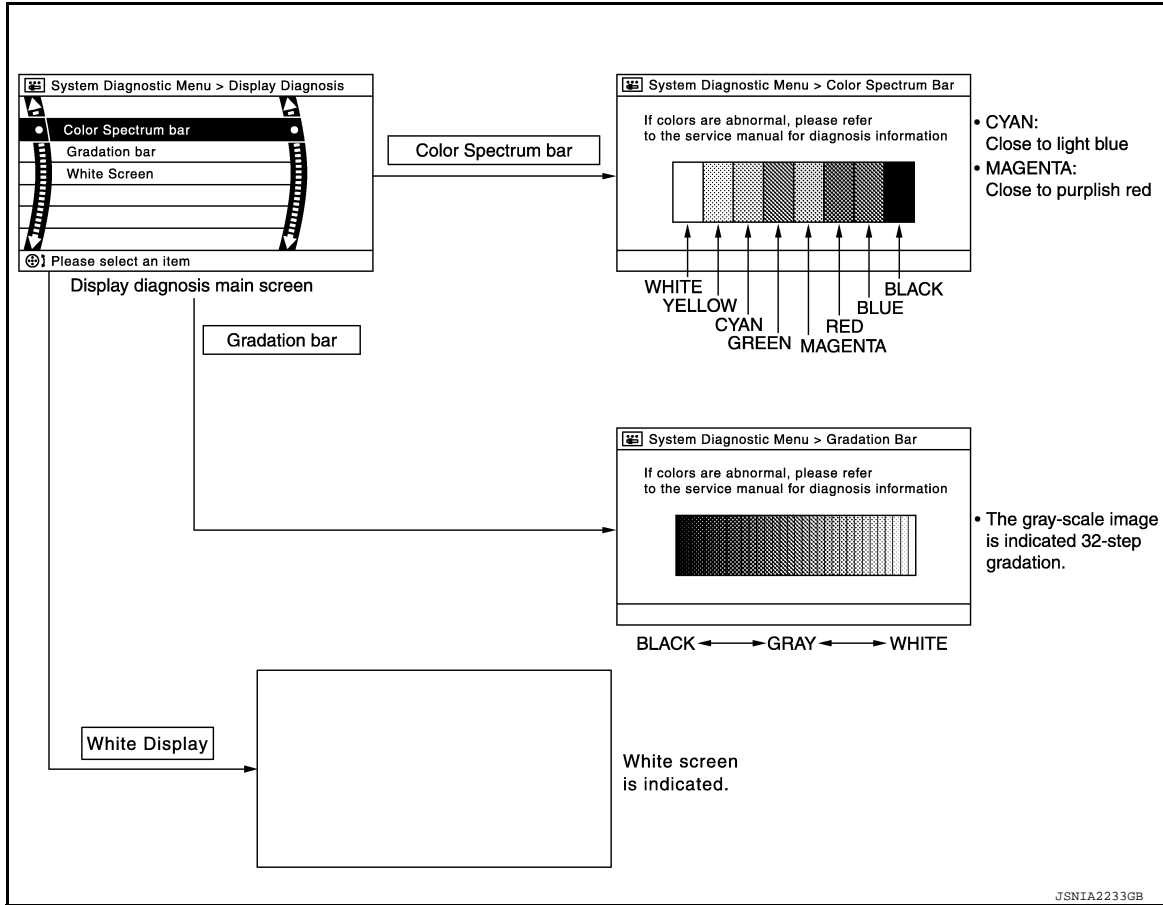 System Diagnostic Menu > Display Diagnosis
Color Spectrum bar
Gradation bar
White Screen
Please select an item
Display diagnosis main screen
Color Spectrum bar
System Diagnostic Menu > Color Spectrum Bar
If colors are abnormal, please refer
to the service manual for diagnosis information
WHITE
YELLOW
CYAN
GREEN
MAGENTA
RED
BLUE
BLACK
• CYAN:
Close to light blue
• MAGENTA:
Close to purplish red
Gradation bar
System Diagnostic Menu > Gradation Bar
If colors are abnormal, please refer
to the service manual for diagnosis information
BLACK GRAY WHITE
• The gray-scale image
is indicated 32-step
gradation.
White Display
White screen
is indicated.
JSNIA2233GB